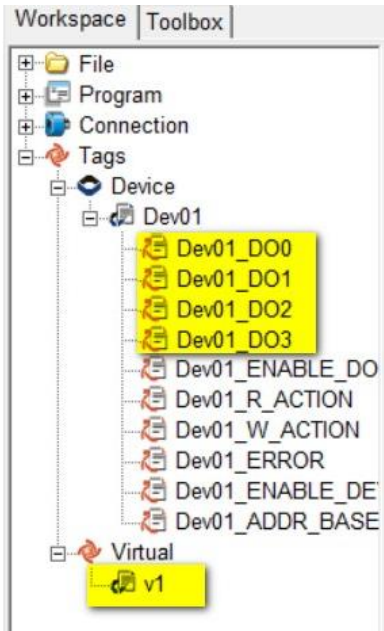 Workspace Toolbox
File
Program
Connection
Tags
Device
Dev01
Dev01_DO0
Dev01_DO1
Dev01_DO2
Dev01_DO3
Dev01_ENABLE_DO
Dev01_R_ACTION
Dev01_W_ACTION
Dev01_ERROR
Dev01_ENABLE_DE
Dev01_ADDR_BASE
Virtual
v1